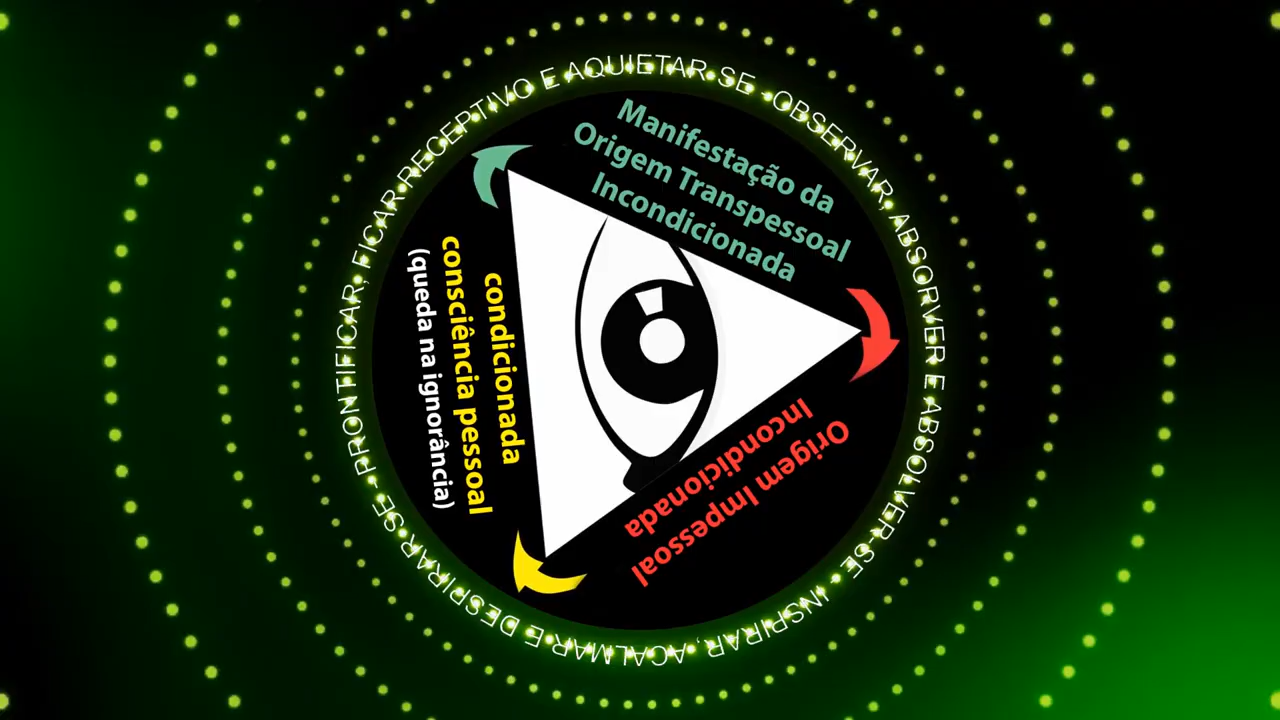 PRONTIFICAR, FICAR RECEPTIVO E AQUIETAR-SE • OBSERVAR, ABSORVER E ABSOLVER-SE • INSPIRAR, ACALMAR E DESPIRAR-SE •
Manifestação da
Origem Transpessoal
Incondicionada
Origem Impessoal
Incondicionada
condicionada
consciência pessoal
(queda na ignorância)